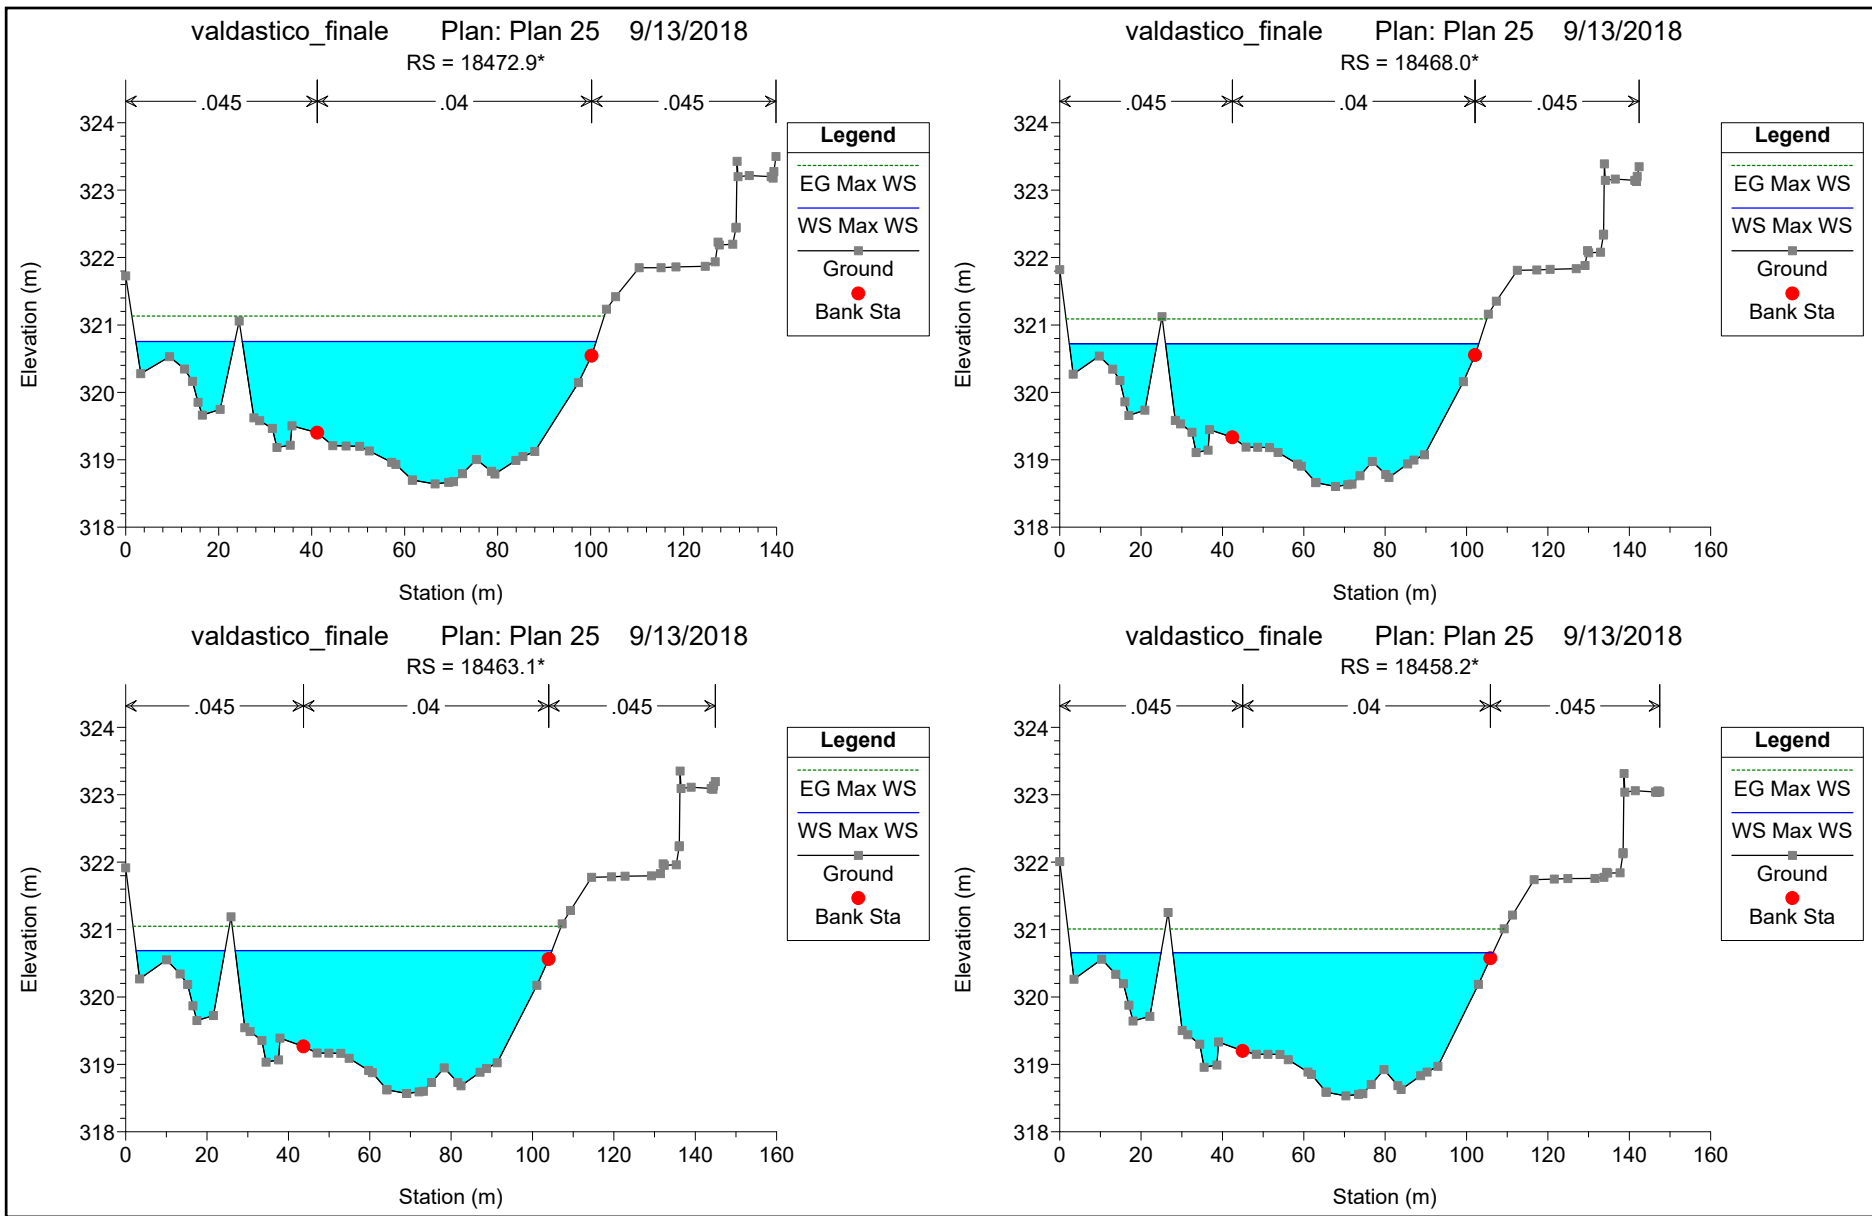 valdastico_finale Plan: Plan 25 9/13/2018
RS = 18472.9*
.045 .04 .045
324
323
322
321
320
319
318
Elevation (m)
0 20 40 60 80 100 120 140
Station (m)
Legend
EG Max WS
WS Max WS
Ground
Bank Sta
valdastico_finale Plan: Plan 25 9/13/2018
RS = 18468.0*
.045 .04 .045
324
323
322
321
320
319
318
Elevation (m)
0 20 40 60 80 100 120 140 160
Station (m)
Legend
EG Max WS
WS Max WS
Ground
Bank Sta
valdastico_finale Plan: Plan 25 9/13/2018
RS = 18463.1*
.045 .04 .045
324
323
322
321
320
319
318
Elevation (m)
0 20 40 60 80 100 120 140 160
Station (m)
Legend
EG Max WS
WS Max WS
Ground
Bank Sta
valdastico_finale Plan: Plan 25 9/13/2018
RS = 18458.2*
.045 .04 .045
324
323
322
321
320
319
318
Elevation (m)
0 20 40 60 80 100 120 140 160
Station (m)
Legend
EG Max WS
WS Max WS
Ground
Bank Sta